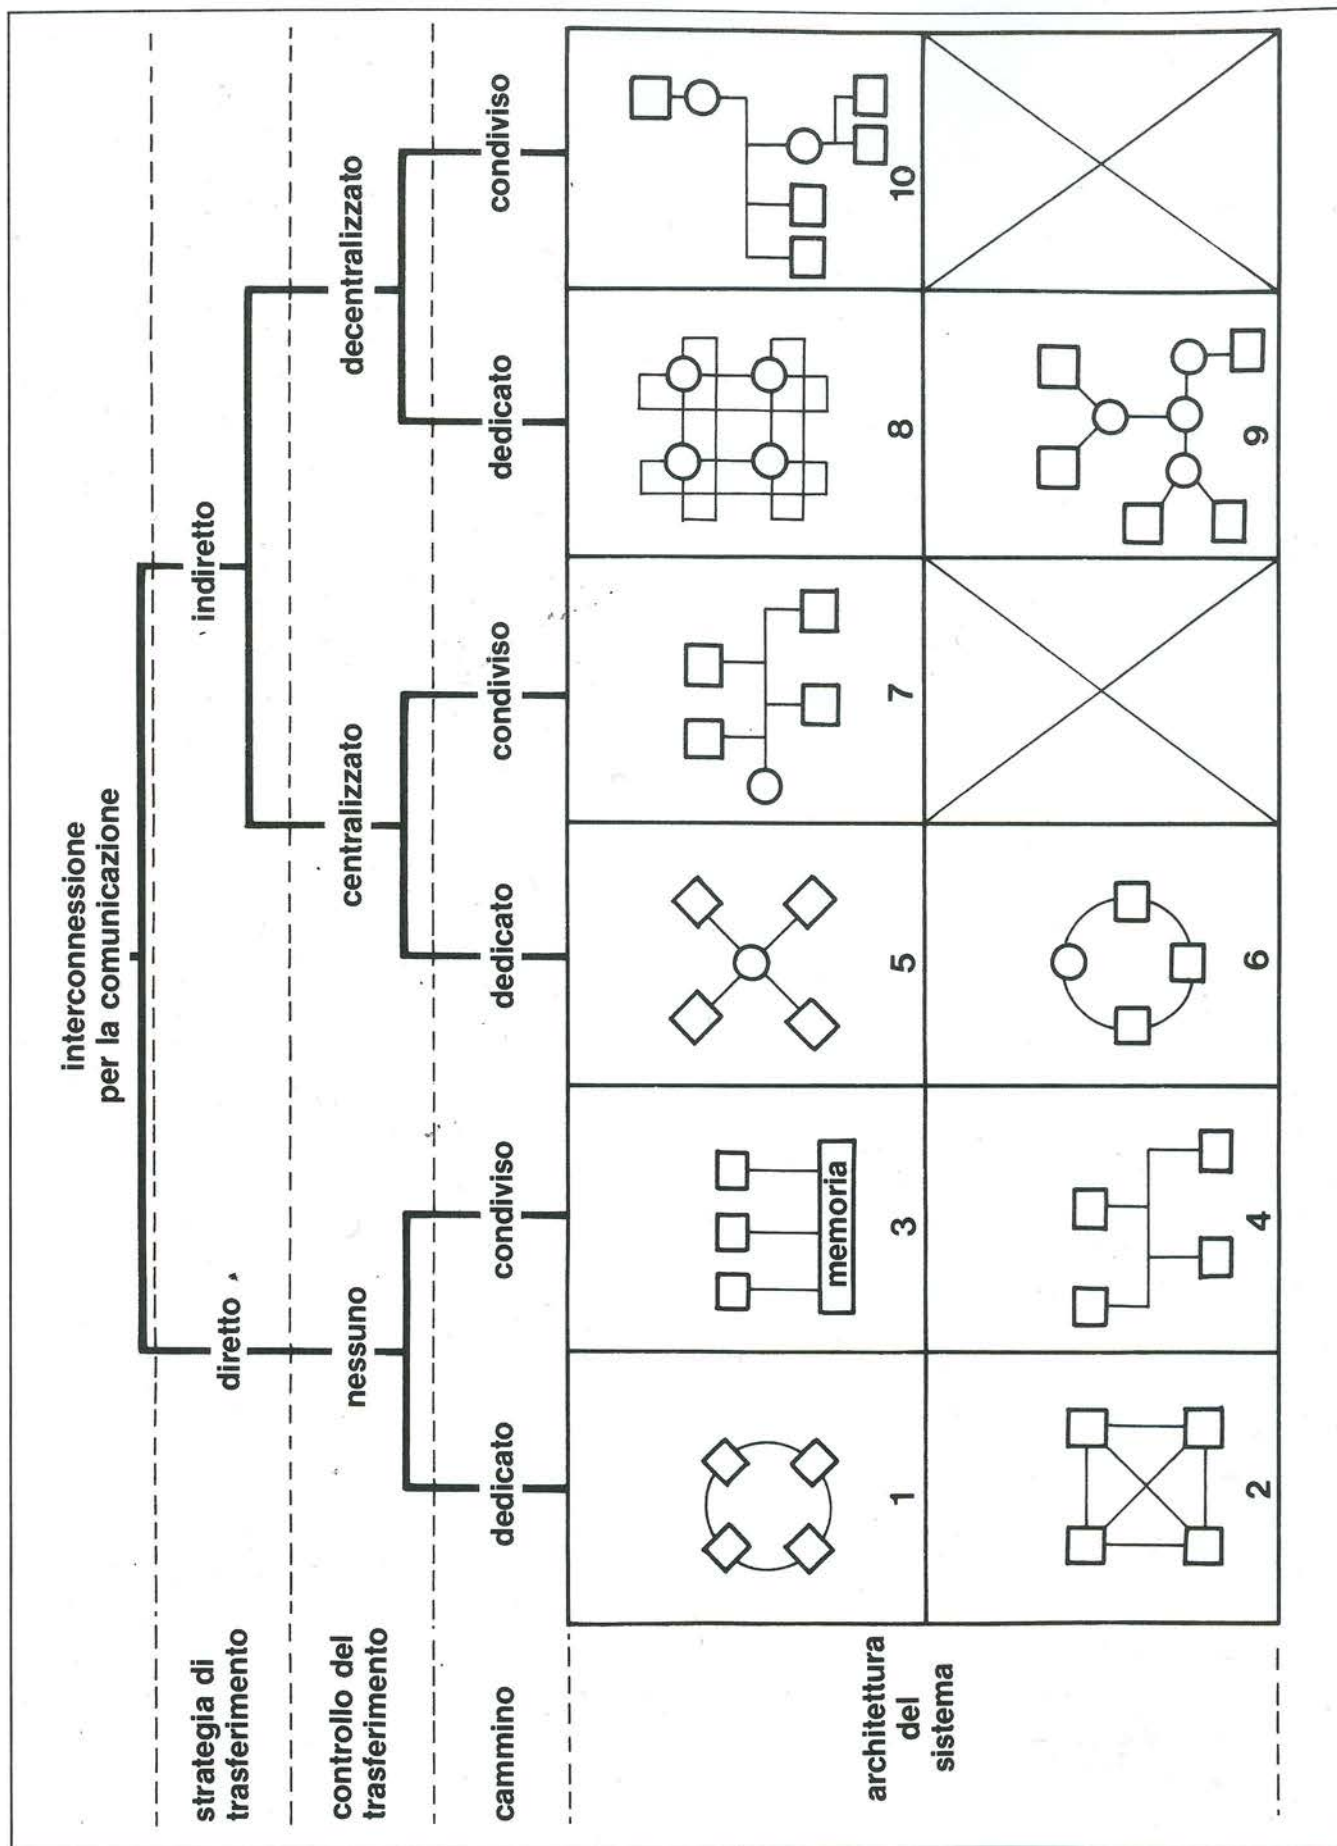 interconnessione
per la comunicazione
strategia di
trasferimento
diretto
indiretto
controllo del
trasferimento
nessuno
centralizzato
decentralizzato
cammino
dedicato
condiviso
dedicato
condiviso
dedicato
condiviso
architettura
del
sistema
1
3
memoria
5
7
8
10
2
4
6
9